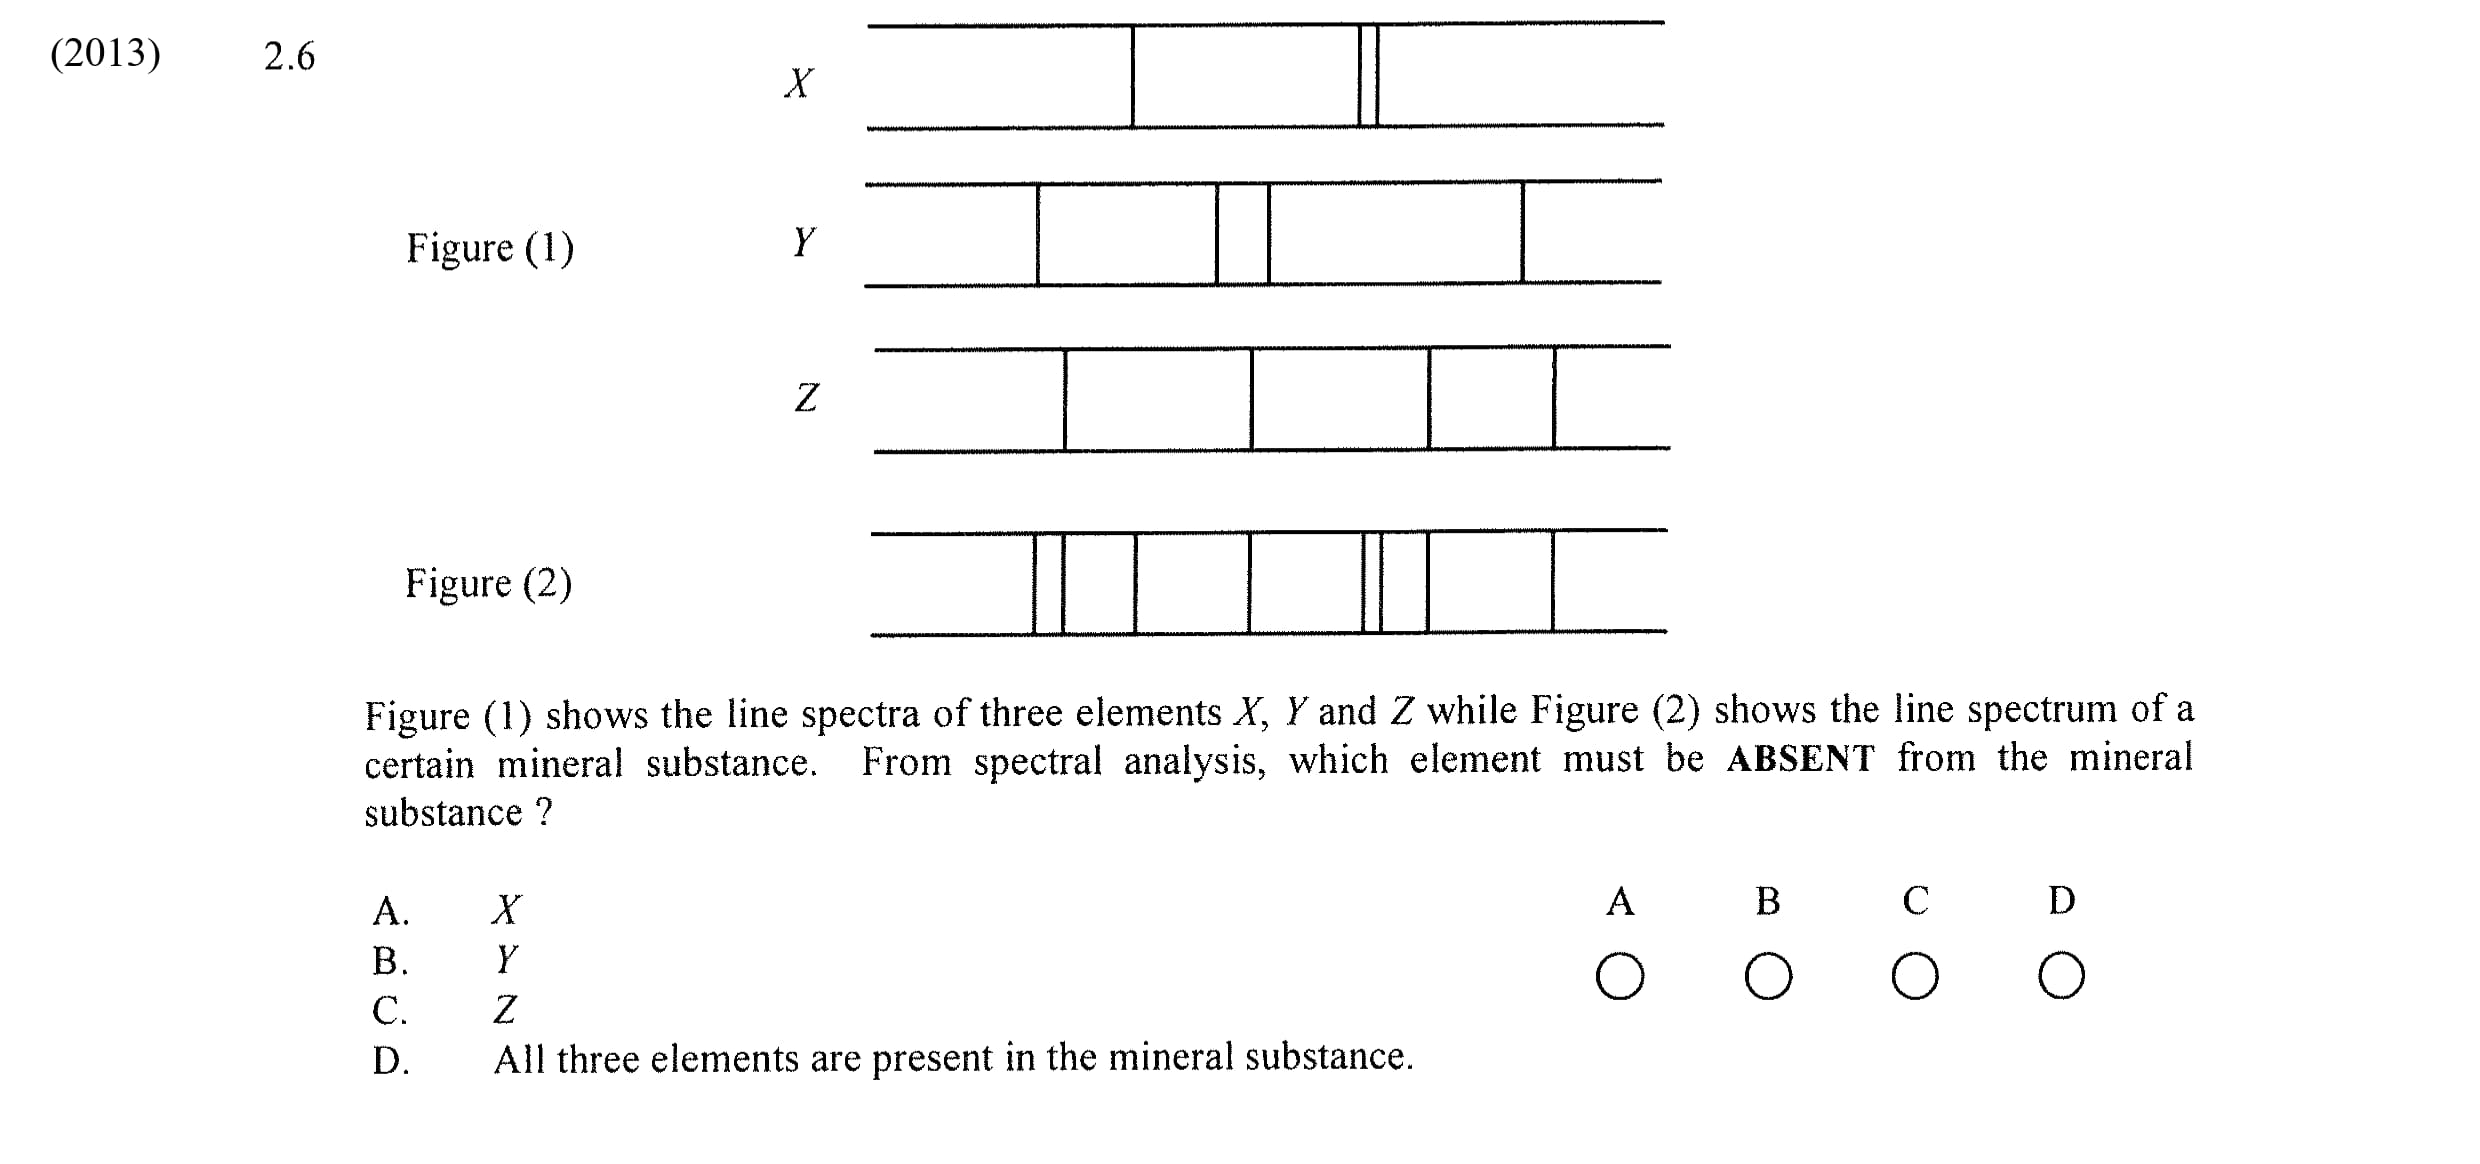 (2013) 2.6
X
Figure (1) Y
Z
Figure (2)
Figure (1) shows the line spectra of three elements X, Y and Z while Figure (2) shows the line spectrum of a
certain mineral substance. From spectral analysis, which element must be ABSENT from the mineral
substance ?
A. X
B. Y
C. Z
D. All three elements are present in the mineral substance.
A B C D